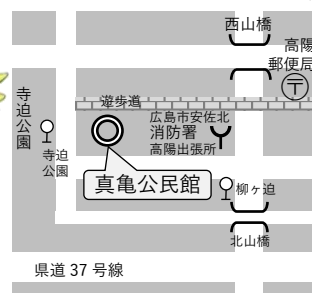 西山橋
高陽
郵便局
遊歩道
寺迫公園
広島市安佐北
消防署
高陽出張所
寺迫
公園
真亀公民館
柳ヶ迫
北山橋
県道 37 号線